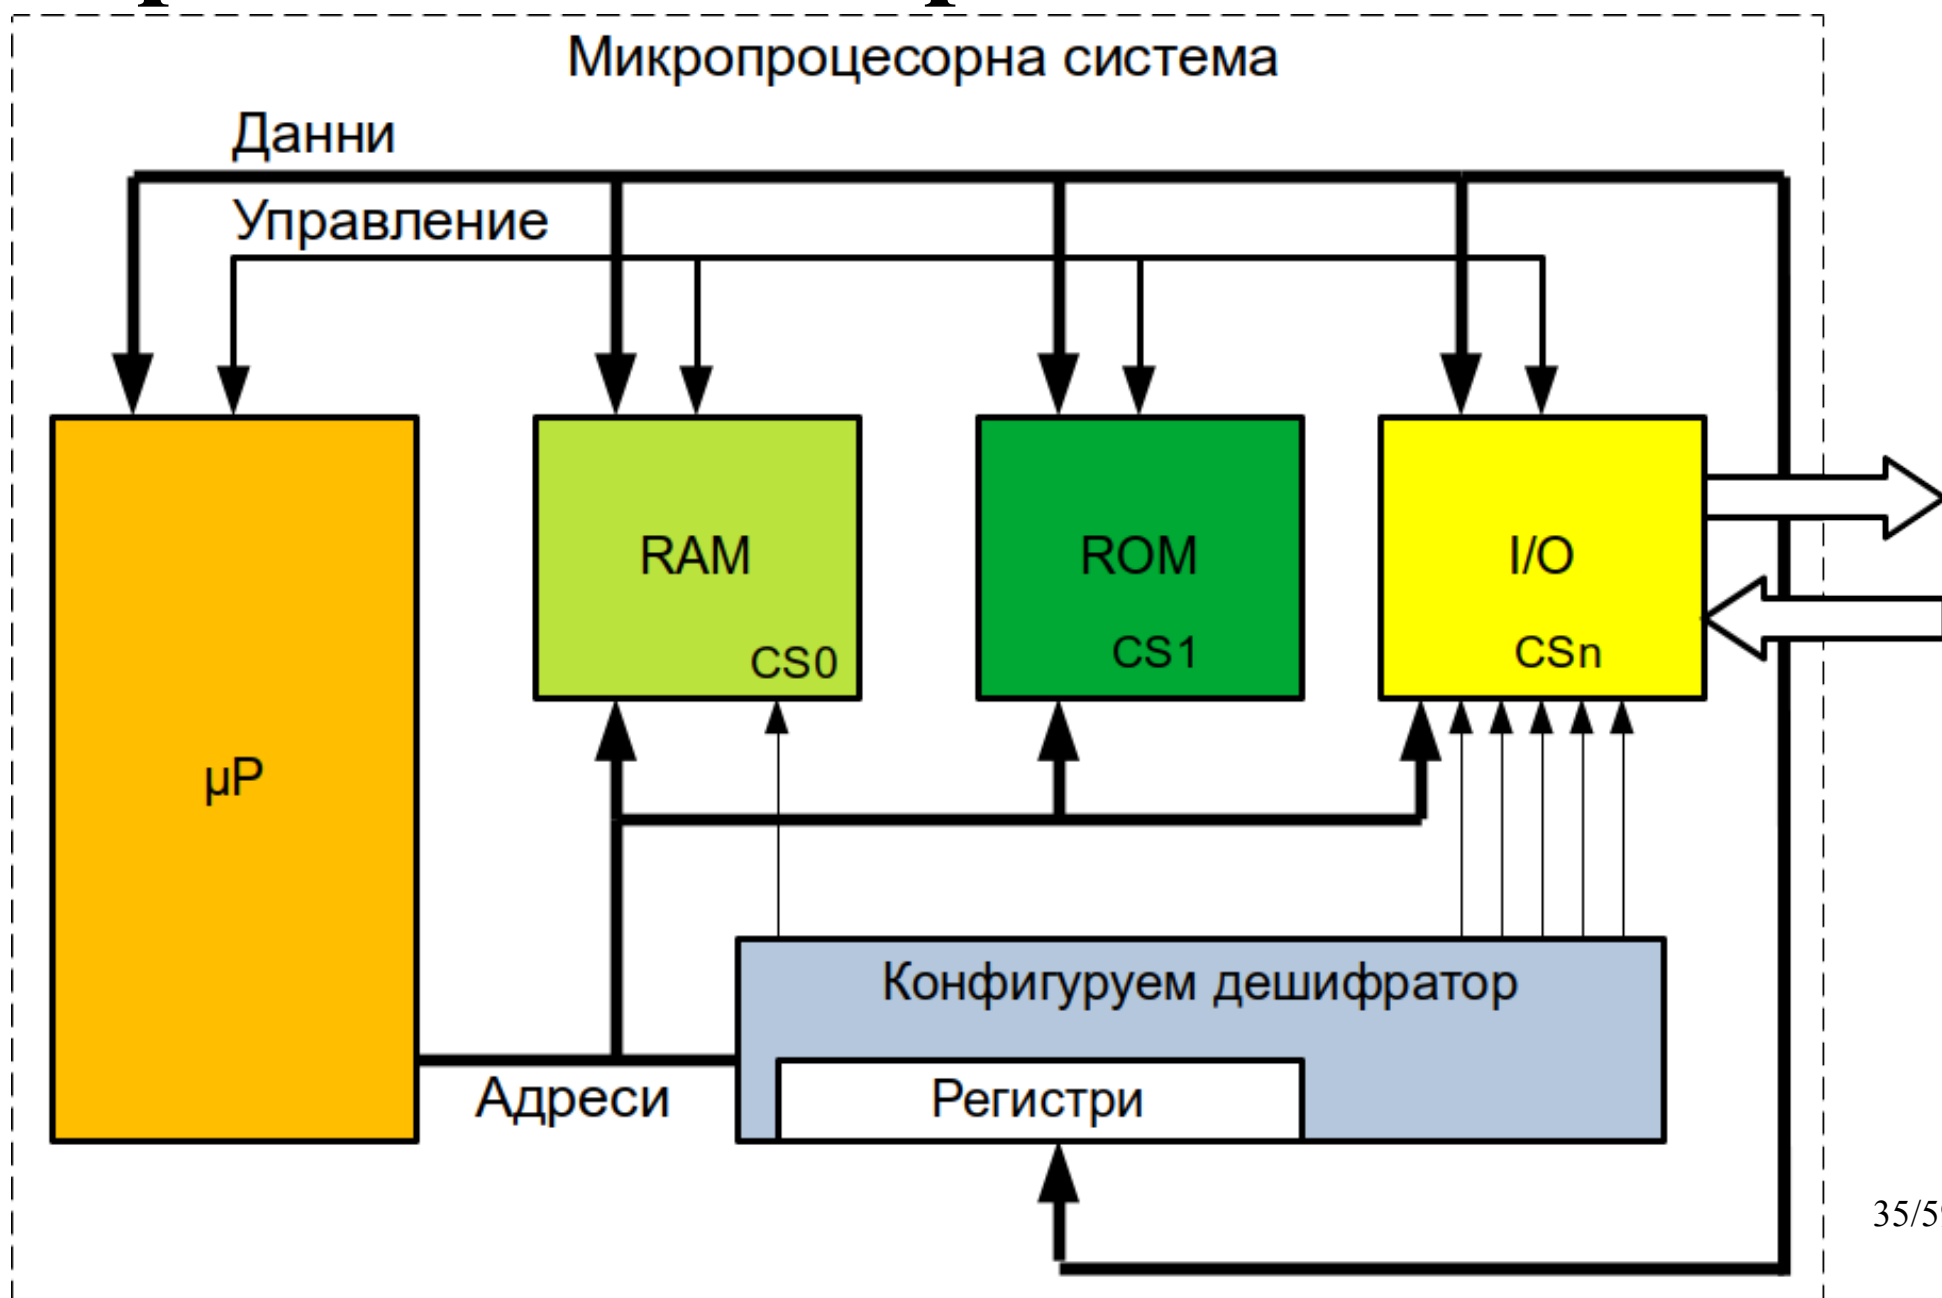 Микропроцесорна система
Данни
Управление
RAM
ROM
I/O
CS0
CS1
CSn
µP
Конфигуруем дешифратор
Адреси
Регистри